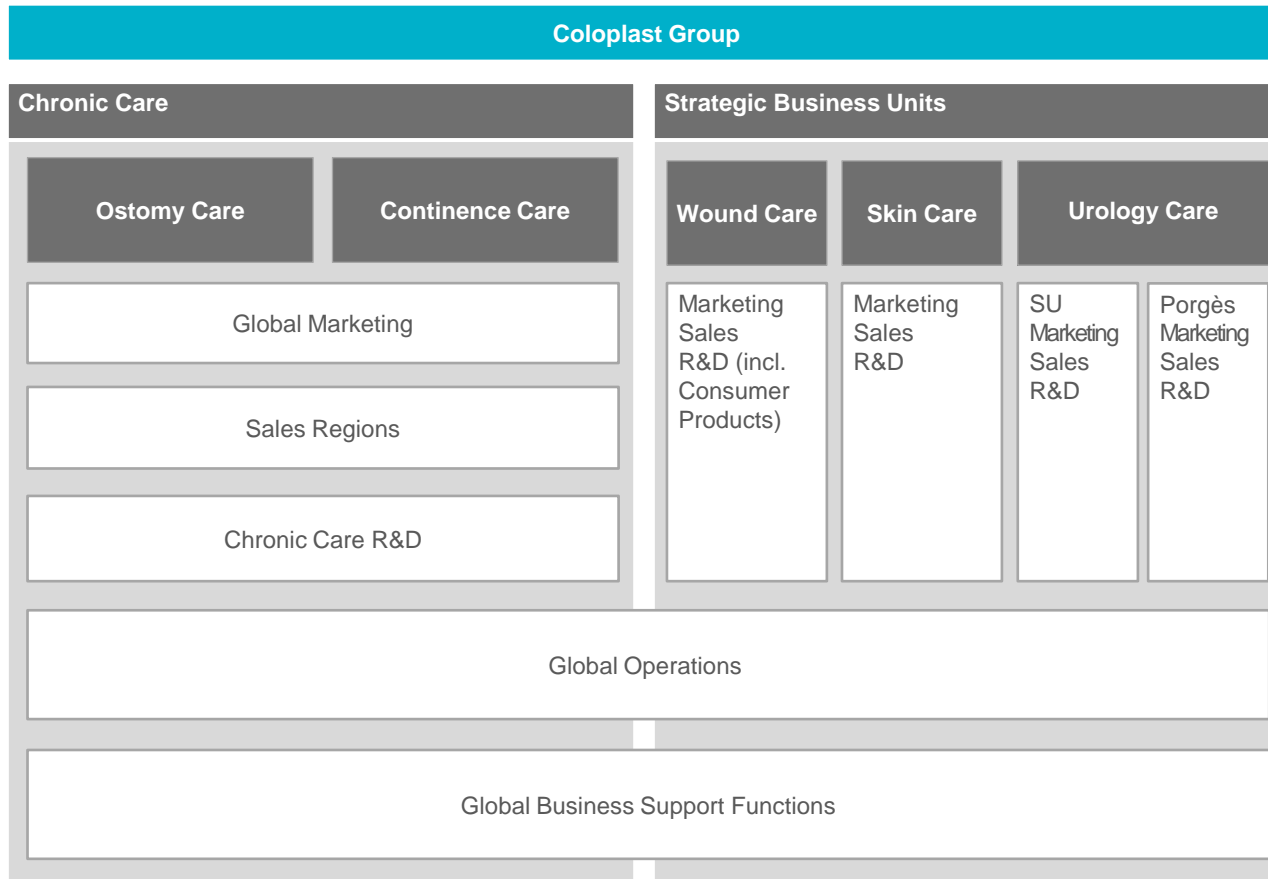 Coloplast Group
Chronic Care
Strategic Business Units
Ostomy Care
Continence Care
Wound Care
Skin Care
Urology Care
Global Marketing
Sales Regions
Chronic Care R&D
Marketing
Sales
R&D (incl.
Consumer
Products)
Marketing
Sales
R&D
SU
Marketing
Sales
R&D
Porgès
Marketing
Sales
R&D
Global Operations
Global Business Support Functions